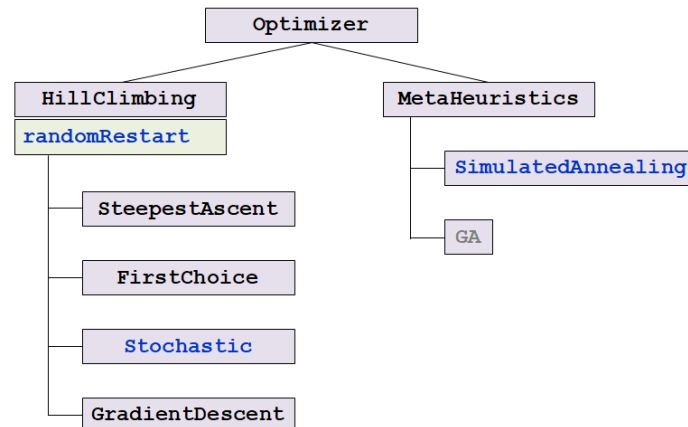 Optimizer
HillClimbing
randomRestart
SteepestAscent
FirstChoice
Stochastic
GradientDescent
MetaHeuristics
SimulatedAnnealing
GA